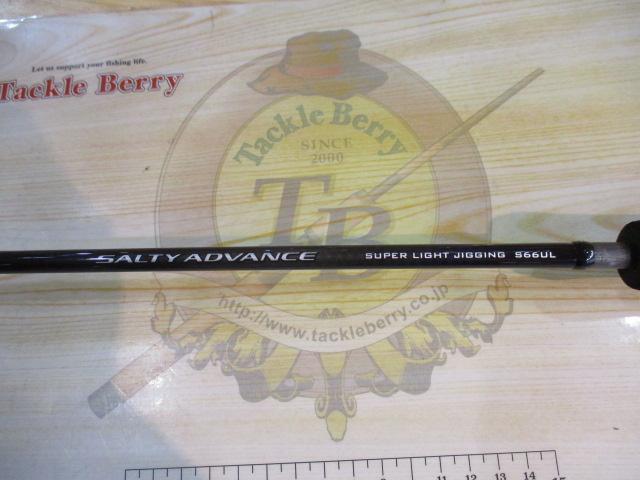 Let us support your fishing life.
Tackle Berry
Tackle Berry
SINCE
2000
TB
SALTY ADVANCE SUPER LIGHT JIGGING S66UL
http://www.tackleberry.co.jp
11 12 13 14 15